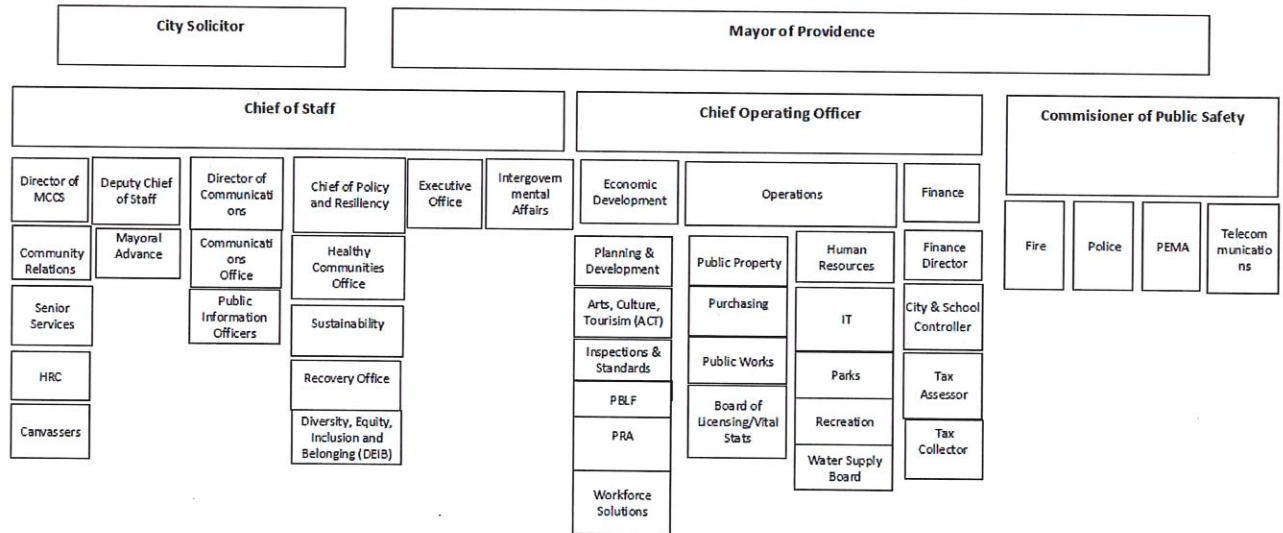 City Solicitor
Mayor of Providence
Chief of Staff
Chief Operating Officer
Commisioner of Public Safety
Director of
MCCS
Deputy Chief
of Staff
Director of
Communicati
ons
Chief of Policy
and Resiliency
Executive
Office
Intergovern
mental
Affairs
Economic
Development
Operations
Finance
Community
Relations
Mayoral
Advance
Communicati
ons
Office
Healthy
Communities
Office
Planning &
Development
Public Property
Human
Resources
Finance
Director
Fire
Police
PEMA
Telecom
municatio
ns
Senior
Services
Public
Information
Officers
Sustainability
Arts, Culture,
Tourisim (ACT)
Purchasing
IT
City & School
Controller
HRC
Recovery Office
Inspections &
Standards
Public Works
Parks
Tax
Assessor
PBLF
Canvassers
Diversity, Equity,
Inclusion and
Belonging (DEIB)
PRA
Board of
Licensing/Vital
Stats
Recreation
Tax
Collector
Water Supply
Board
Workforce
Solutions